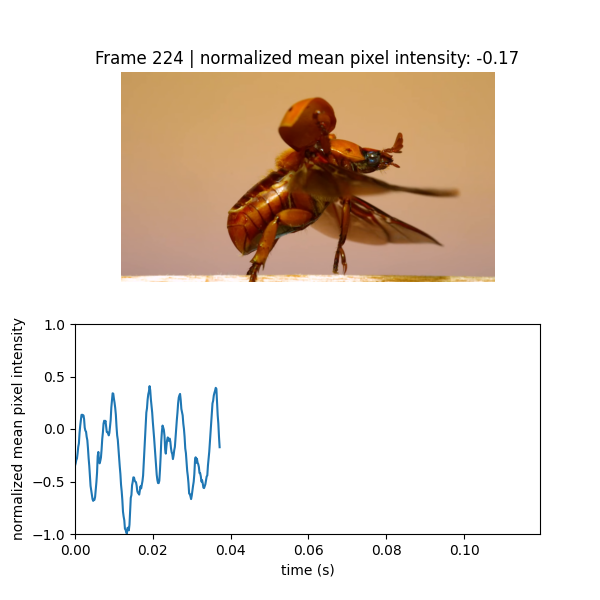 Frame 224 | normalized mean pixel intensity: -0.17
normalized mean pixel intensity
1.0
0.5
0.0
−0.5
−1.0
0.00 0.02 0.04 0.06 0.08 0.10
time (s)